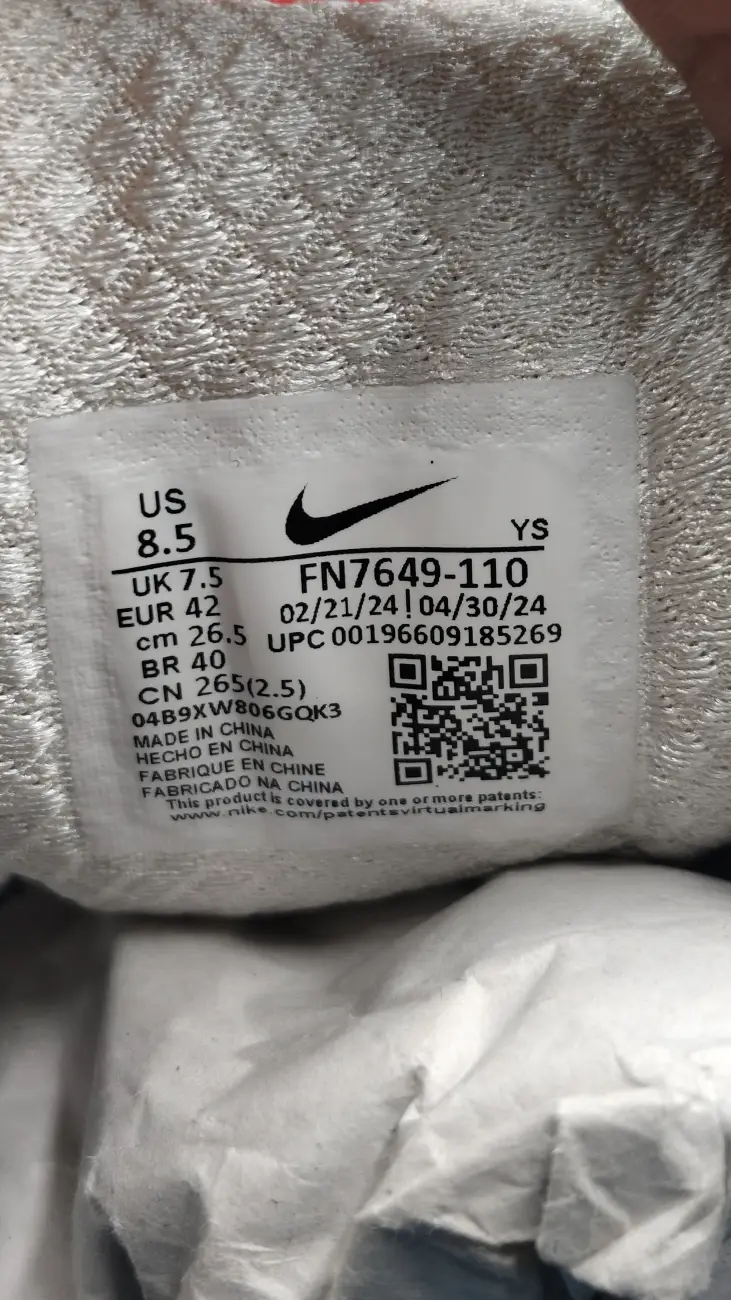 US
8.5
YS
UK 7.5
FN7649-110
EUR 42
02/21/24 | 04/30/24
cm 26.5
UPC 00196609185269
BR 40
CN 265(2.5)
04B9XW806GQK3
MADE IN CHINA
HECHO EN CHINA
FABRIQUE EN CHINE
FABRICADO NA CHINA
This product is covered by one or more patents:
www.nike.com/patentsvirtualmarking